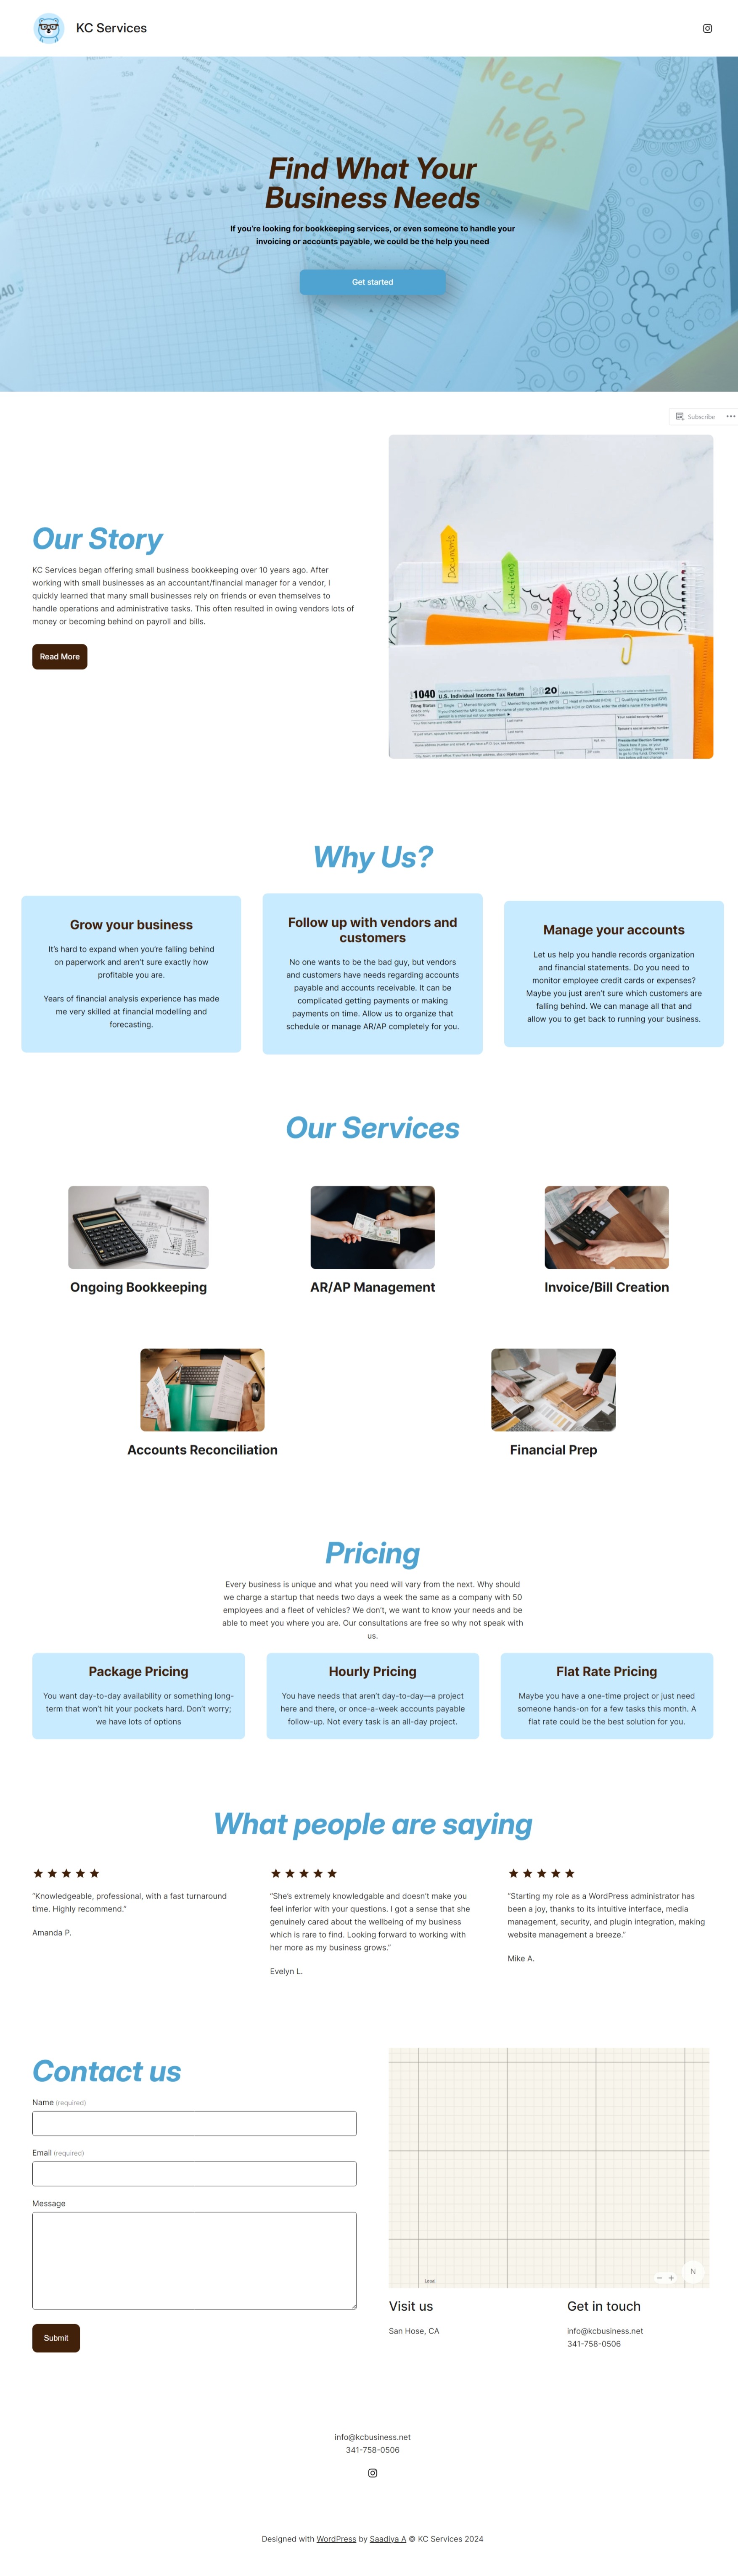 KC Services
Need
help?
Find What Your
Business Needs
If you're looking for bookkeeping services, or even someone to handle your
invoicing or accounts payable, we could be the help you need
tax
planning
Get started
Subscribe
Our Story
KC Services began offering small business bookkeeping over 10 years ago. After
working with small businesses as an accountant/financial manager for a vendor, I
quickly learned that many small businesses rely on friends or even themselves to
handle operations and administrative tasks. This often resulted in owing vendors lots of
money or becoming behind on payroll and bills.
Read More
Documents
Deductions
TAX LAW
1040 U.S. Individual Income Tax Return 2020
Why Us?
Grow your business
It's hard to expand when you're falling behind
on paperwork and aren't sure exactly how
profitable you are.
Years of financial analysis experience has made
me very skilled at financial modelling and
forecasting.
Follow up with vendors and
customers
No one wants to be the bad guy, but vendors
and customers have needs regarding accounts
payable and accounts receivable. It can be
complicated getting payments or making
payments on time. Allow us to organize that
schedule or manage AR/AP completely for you.
Manage your accounts
Let us help you handle records organization
and financial statements. Do you need to
monitor employee credit cards or expenses?
Maybe you just aren't sure which customers are
falling behind. We can manage all that and
allow you to get back to running your business.
Our Services
Ongoing Bookkeeping
AR/AP Management
Invoice/Bill Creation
Accounts Reconciliation
Financial Prep
Pricing
Every business is unique and what you need will vary from the next. Why should
we charge a startup that needs two days a week the same as a company with 50
employees and a fleet of vehicles? We don't, we want to know your needs and be
able to meet you where you are. Our consultations are free so why not speak with
us.
Package Pricing
You want day-to-day availability or something long-
term that won't hit your pockets hard. Don't worry;
we have lots of options
Hourly Pricing
You have needs that aren't day-to-day—a project
here and there, or once-a-week accounts payable
follow-up. Not every task is an all-day project.
Flat Rate Pricing
Maybe you have a one-time project or just need
someone hands-on for a few tasks this month. A
flat rate could be the best solution for you.
What people are saying
"Knowledgeable, professional, with a fast turnaround
time. Highly recommend."
Amanda P.
"She's extremely knowledgable and doesn't make you
feel inferior with your questions. I got a sense that she
genuinely cared about the wellbeing of my business
which is rare to find. Looking forward to working with
her more as my business grows."
Evelyn L.
"Starting my role as a WordPress administrator has
been a joy, thanks to its intuitive interface, media
management, security, and plugin integration, making
website management a breeze."
Mike A.
Contact us
Name (required)
Email (required)
Message
Submit
Legal
N
Visit us
San Hose, CA
Get in touch
info@kcbusiness.net
341-758-0506
info@kcbusiness.net
341-758-0506
Designed with WordPress by Saadiya A © KC Services 2024